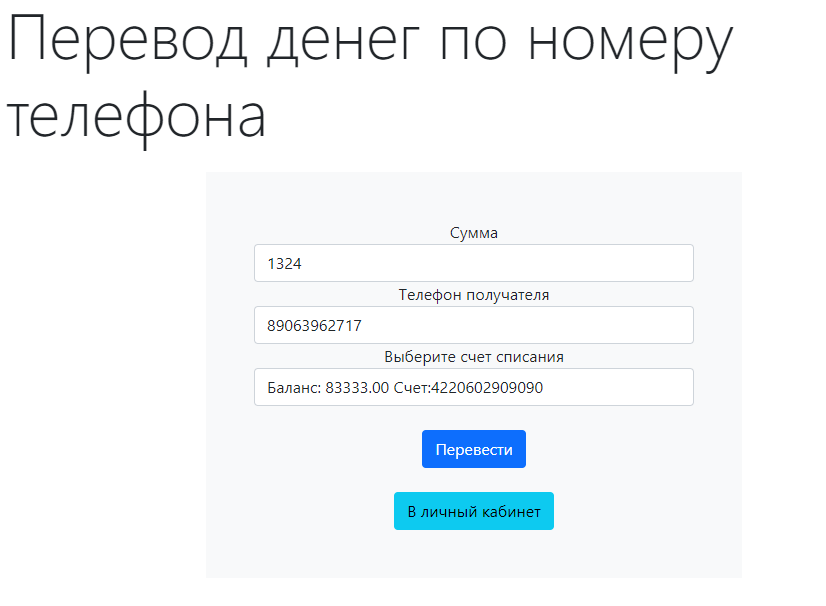 Перевод денег по номеру
телефона
Сумма
1324
Телефон получателя
89063962717
Выберите счет списания
Баланс: 83333.00 Счет:4220602909090
Перевести
В личный кабинет